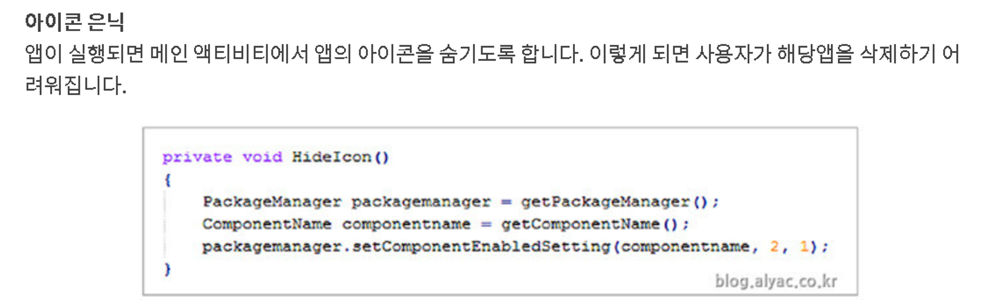 아이콘 은닉
앱이 실행되면 메인 액티비티에서 앱의 아이콘을 숨기도록 합니다. 이렇게 되면 사용자가 해당앱을 삭제하기 어
려워집니다.
private void HideIcon()
{
    PackageManager packagemanager = getPackageManager();
    ComponentName componentname = getComponentName();
    packagemanager.setComponentEnabledSetting(componentname, 2, 1);
}
blog.alyac.co.kr